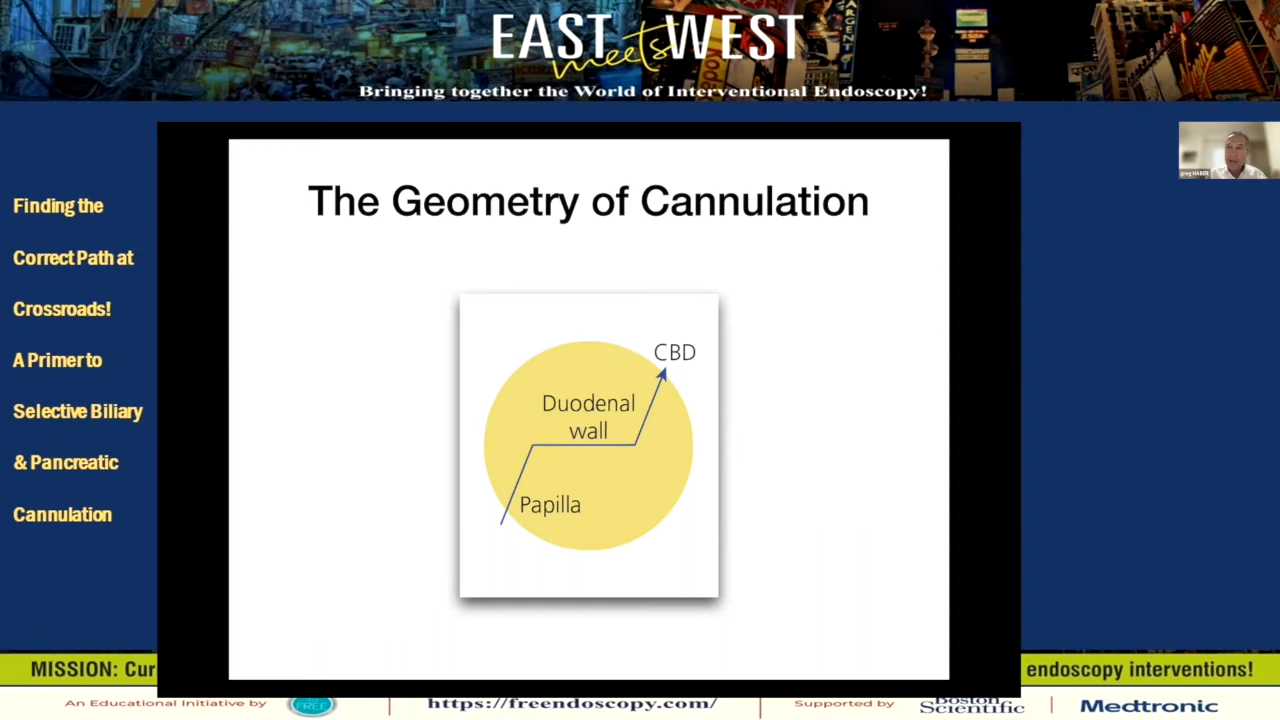 EAST meets WEST
Bringing together the World of Interventional Endoscopy!
greg HABER
The Geometry of Cannulation
Finding the
Correct Path at
Crossroads!
A Primer to
Selective Biliary
& Pancreatic
Cannulation
CBD
Duodenal
wall
Papilla
MISSION: Cur
endoscopy interventions!
An Educational Initiative by
FREE
https://freendoscopy.com/
Supported by
Boston
Scientific
Medtronic